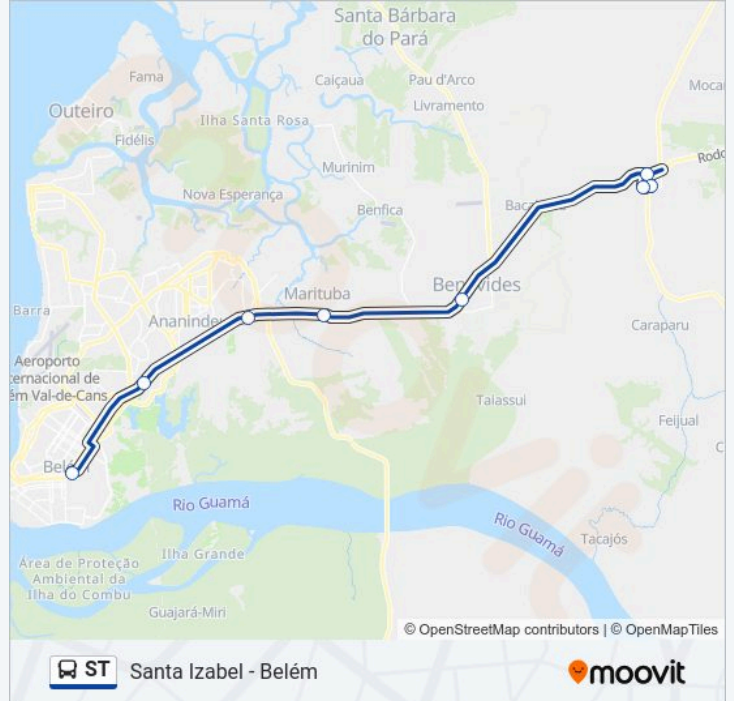 Santa Bárbara
do Pará
Fama
Caiçaua
Pau d'Arco
Moca
Outeiro
Livramento
Ilha Santa Rosa
Fidélis
Rodo
Murinim
Nova Esperança
Benfica
Baca
Benevides
Marituba
Barra
Ananindeu
Caraparu
Aeroporto
ternacional de
ém Val-de-Cans
Taiassui
Feijual
C
Belém
Rio Guamá
Rio Guamá
Tacajós
Ilha Grande
Área de Proteção
Ambiental da
Ilha do Combu
Guajará-Miri
© OpenStreetMap contributors | © OpenMapTiles
ST Santa Izabel - Belém
moovit